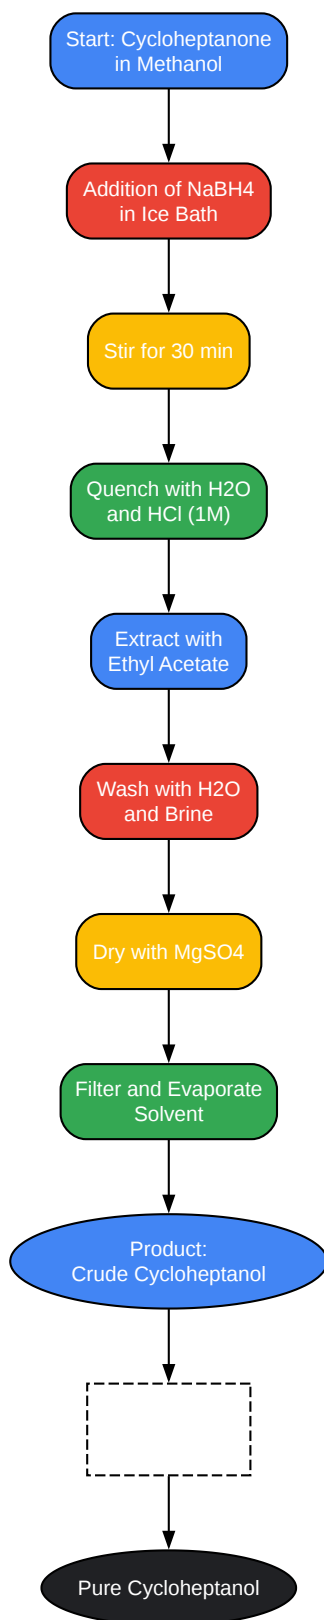 Start: Cycloheptanone
in Methanol
Addition of NaBH4
in Ice Bath
Stir for 30 min
Quench with H2O
and HCl (1M)
Extract with
Ethyl Acetate
Wash with H2O
and Brine
Dry with MgSO4
Filter and Evaporate
Solvent
Product:
Crude Cycloheptanol
Pure Cycloheptanol